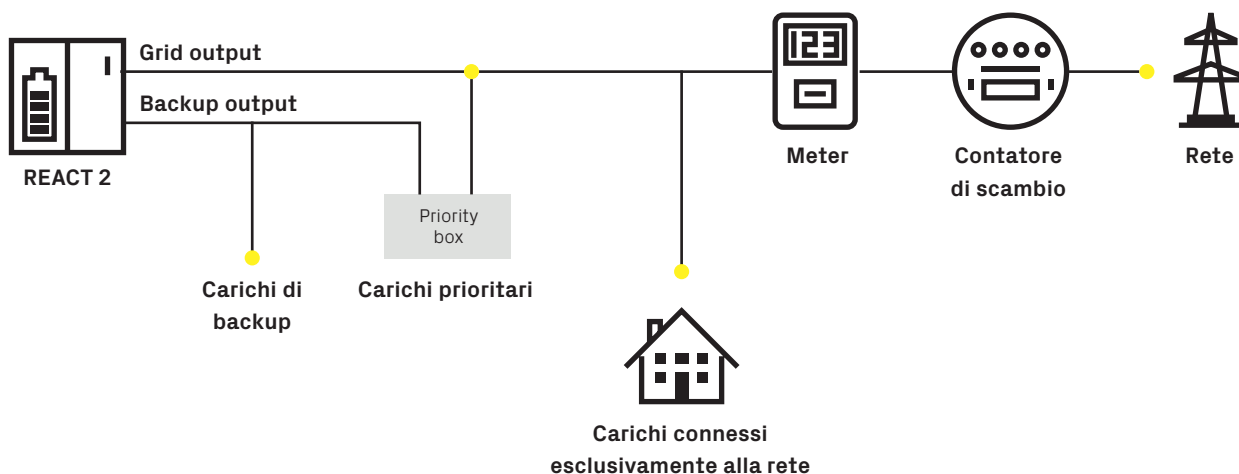 Grid output
Backup output
REACT 2
123
Meter
Contatore
di scambio
Rete
Priority
box
Carichi di
backup
Carichi prioritari
Carichi connessi
esclusivamente alla rete